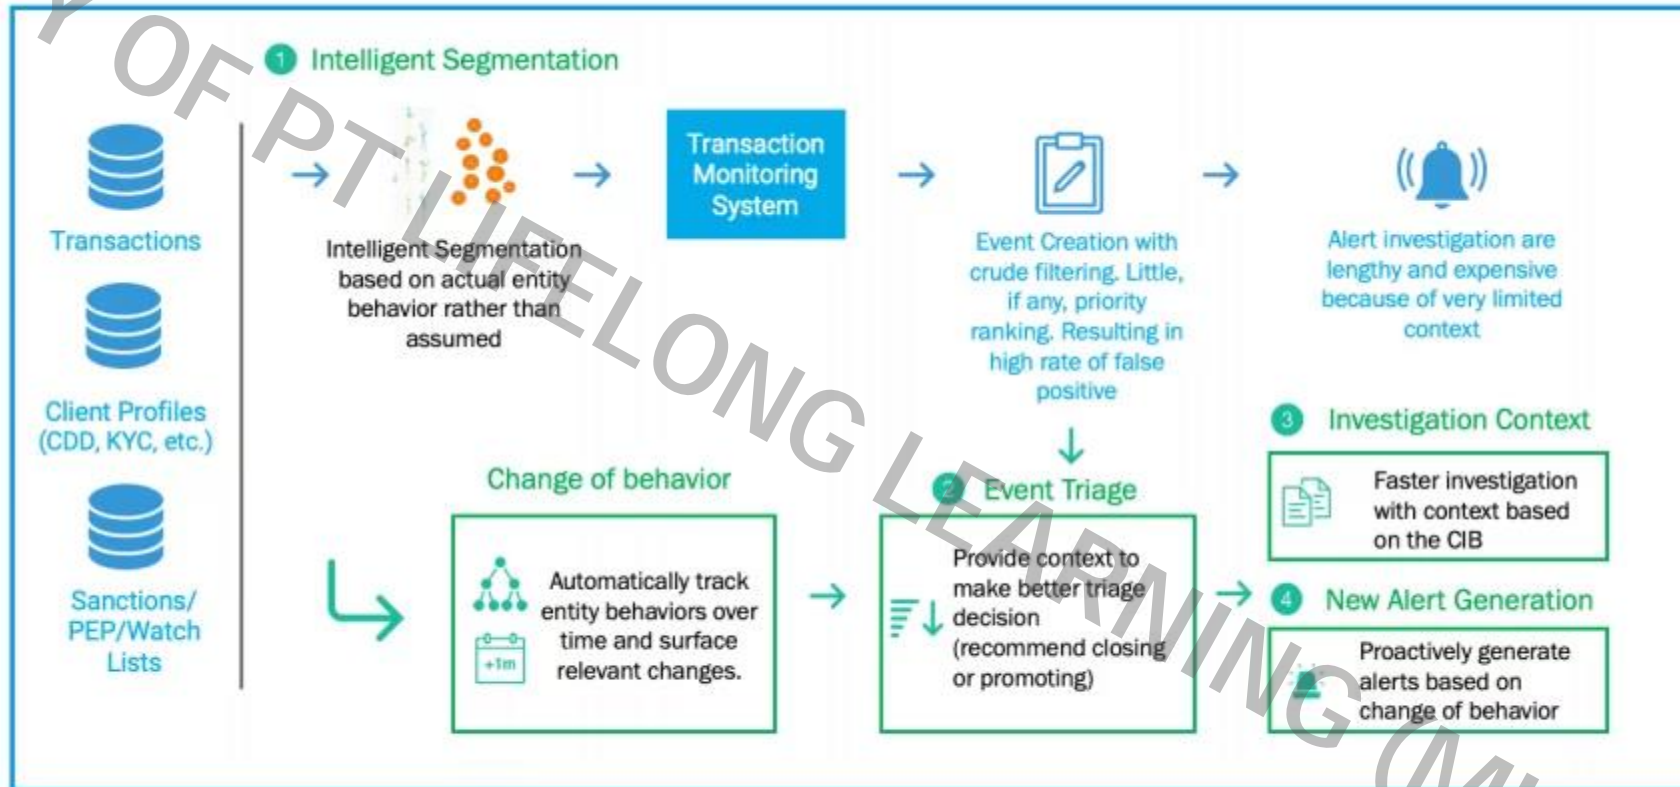 1 Intelligent Segmentation
Transactions
Client Profiles
(CDD, KYC, etc.)
Sanctions/
PEP/Watch
Lists
Intelligent Segmentation
based on actual entity
behavior rather than
assumed
Transaction
Monitoring
System
Event Creation with
crude filtering. Little,
if any, priority
ranking. Resulting in
high rate of false
positive
Alert investigation are
lengthy and expensive
because of very limited
context
Change of behavior
Automatically track
entity behaviors over
time and surface
relevant changes.
+1m
2 Event Triage
Provide context to
make better triage
decision
(recommend closing
or promoting)
3 Investigation Context
Faster investigation
with context based
on the CIB
4 New Alert Generation
Proactively generate
alerts based on
change of behavior
OF PT LIFELONG LEARNING